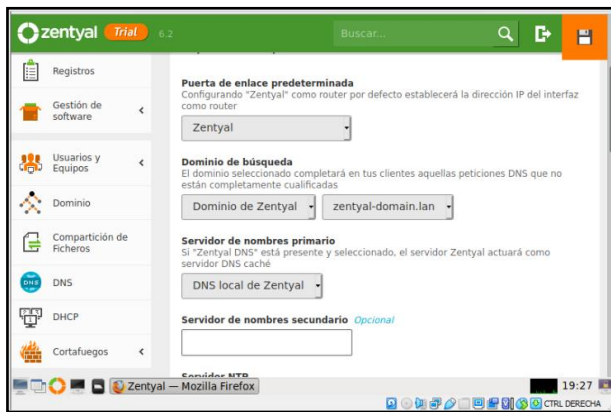 zentyal Trial 6.2 Buscar...
Registros
Gestión de
software
Usuarios y
Equipos
Dominio
Compartición de
Ficheros
DNS
DNS
DHCP
Cortafuegos
Puerta de enlace predeterminada
Configurando "Zentyal" como router por defecto establecerá la dirección IP del interfaz
como router
Zentyal
Dominio de búsqueda
El dominio seleccionado completará en tus clientes aquellas peticiones DNS que no
están completamente cualificadas
Dominio de Zentyal zentyal-domain.lan
Servidor de nombres primario
Si "Zentyal DNS" está presente y seleccionado, el servidor Zentyal actuará como
servidor DNS caché
DNS local de Zentyal
Servidor de nombres secundario Opcional
Servidor NTP
Zentyal — Mozilla Firefox 19:27
CTRL DERECHA